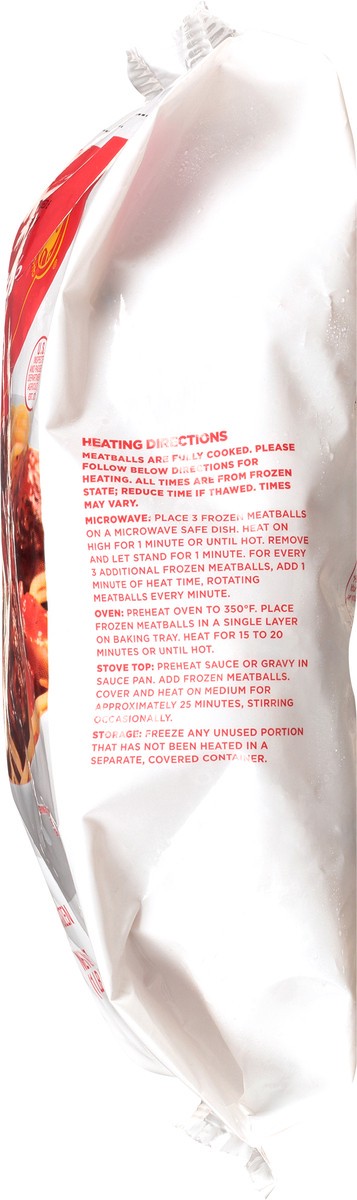 HEATING DIRECTIONS
MEATBALLS ARE FULLY COOKED. PLEASE
FOLLOW BELOW DIRECTIONS FOR
HEATING. ALL TIMES ARE FROM FROZEN
STATE; REDUCE TIME IF THAWED. TIMES
MAY VARY.
MICROWAVE: PLACE 3 FROZEN MEATBALLS
ON A MICROWAVE SAFE DISH. HEAT ON
HIGH FOR 1 MINUTE OR UNTIL HOT. REMOVE
AND LET STAND FOR 1 MINUTE. FOR EVERY
3 ADDITIONAL FROZEN MEATBALLS, ADD 1
MINUTE OF HEAT TIME, ROTATING
MEATBALLS EVERY MINUTE.
OVEN: PREHEAT OVEN TO 350°F. PLACE
FROZEN MEATBALLS IN A SINGLE LAYER
ON BAKING TRAY. HEAT FOR 15 TO 20
MINUTES OR UNTIL HOT.
STOVE TOP: PREHEAT SAUCE OR GRAVY IN
SAUCE PAN. ADD FROZEN MEATBALLS.
COVER AND HEAT ON MEDIUM FOR
APPROXIMATELY 25 MINUTES, STIRRING
OCCASIONALLY.
STORAGE: FREEZE ANY UNUSED PORTION
THAT HAS NOT BEEN HEATED IN A
SEPARATE, COVERED CONTAINER.